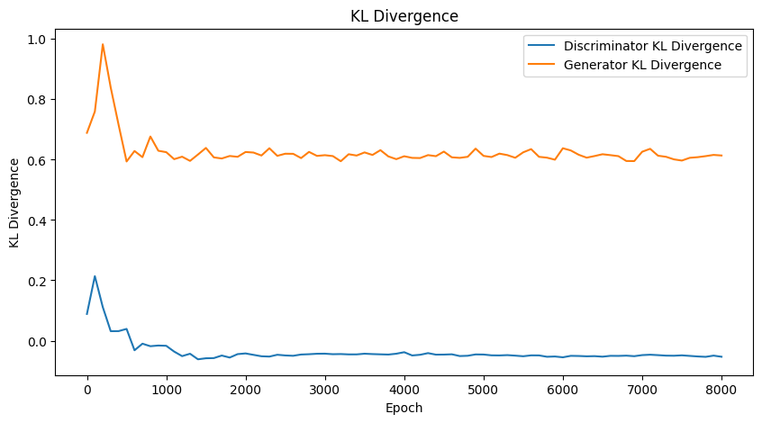 KL Divergence
Discriminator KL Divergence
Generator KL Divergence
KL Divergence
1.0
0.8
0.6
0.4
0.2
0.0
0 1000 2000 3000 4000 5000 6000 7000 8000
Epoch